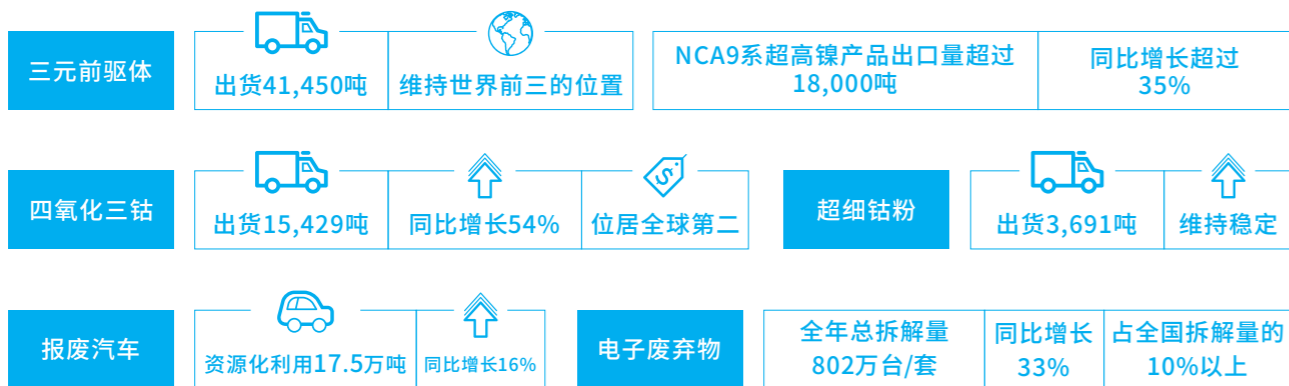 三元前驱体
出货41,450吨
维持世界前三的位置
NCA9系超高镍产品出口量超过
18,000吨
同比增长超过
35%
四氧化三钴
出货15,429吨
同比增长54%
位居全球第二
超细钴粉
出货3,691吨
维持稳定
报废汽车
资源化利用17.5万吨
同比增长16%
电子废弃物
全年总拆解量
802万台/套
同比增长
33%
占全国拆解量的
10%以上